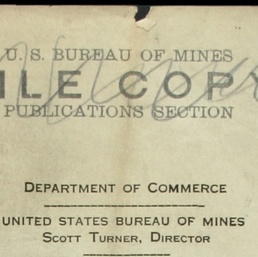 U. S. BUREAU OF MINES
ILE COPY
PUBLICATIONS SECTION
DEPARTMENT OF COMMERCE
UNITED STATES BUREAU OF MINES
SCOTT TURNER, DIRECTOR